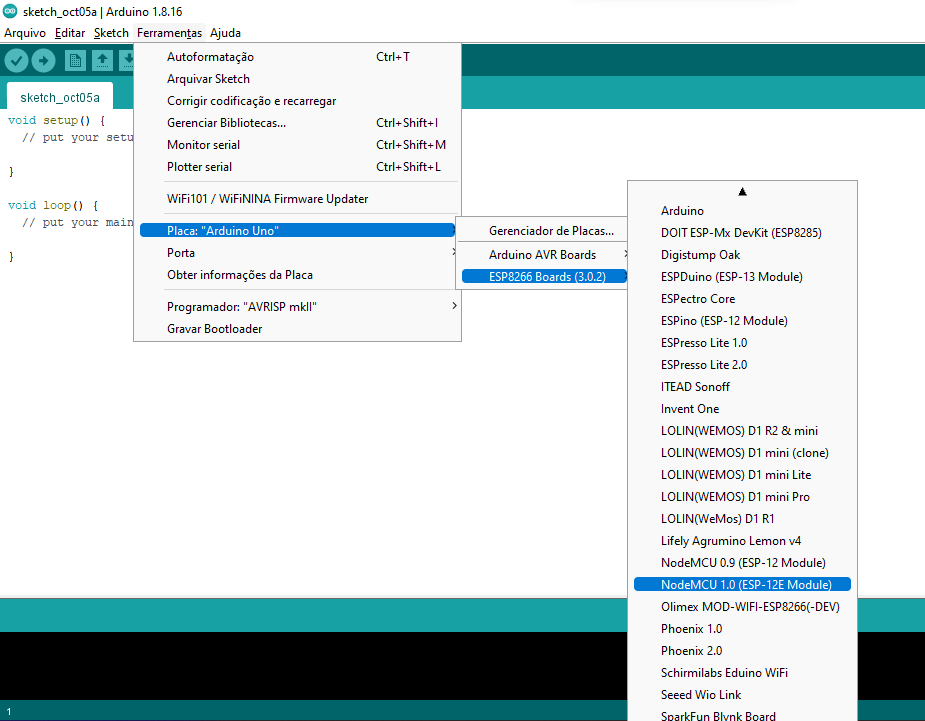 sketch_oct05a | Arduino 1.8.16
Arquivo Editar Sketch Ferramentas Ajuda
sketch_oct05a
void setup() {
// put your setu
}
void loop() {
// put your main
}
Autoformatação Ctrl+T
Arquivar Sketch
Corrigir codificação e recarregar
Gerenciar Bibliotecas... Ctrl+Shift+I
Monitor serial Ctrl+Shift+M
Plotter serial Ctrl+Shift+L
WiFi101 / WiFiNINA Firmware Updater
Placa: "Arduino Uno"
Porta
Obter informações da Placa
Programador: "AVRISP mkII"
Gravar Bootloader
Gerenciador de Placas...
Arduino AVR Boards
ESP8266 Boards (3.0.2)
Arduino
DOIT ESP-Mx DevKit (ESP8285)
Digistump Oak
ESPDuino (ESP-13 Module)
ESPectro Core
ESPino (ESP-12 Module)
ESPresso Lite 1.0
ESPresso Lite 2.0
ITEAD Sonoff
Invent One
LOLIN(WEMOS) D1 R2 & mini
LOLIN(WEMOS) D1 mini (clone)
LOLIN(WEMOS) D1 mini Lite
LOLIN(WEMOS) D1 mini Pro
LOLIN(WeMos) D1 R1
Lifely Agrumino Lemon v4
NodeMCU 0.9 (ESP-12 Module)
NodeMCU 1.0 (ESP-12E Module)
Olimex MOD-WIFI-ESP8266(-DEV)
Phoenix 1.0
Phoenix 2.0
Schirmilabs Eduino WiFi
Seeed Wio Link
SparkFun Blynk Board
1